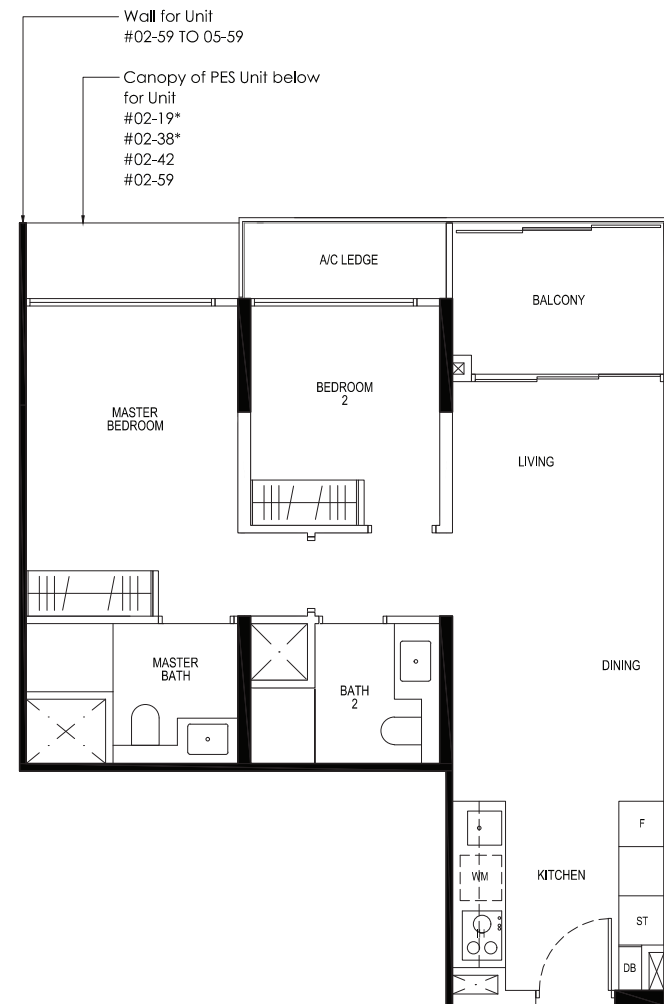 Wall for Unit
#02-59 TO 05-59
Canopy of PES Unit below
for Unit
#02-19*
#02-38*
#02-42
#02-59
A/C LEDGE
BALCONY
MASTER
BEDROOM
BEDROOM
2
LIVING
MASTER
BATH
BATH
2
DINING
F
WM
KITCHEN
ST
DB